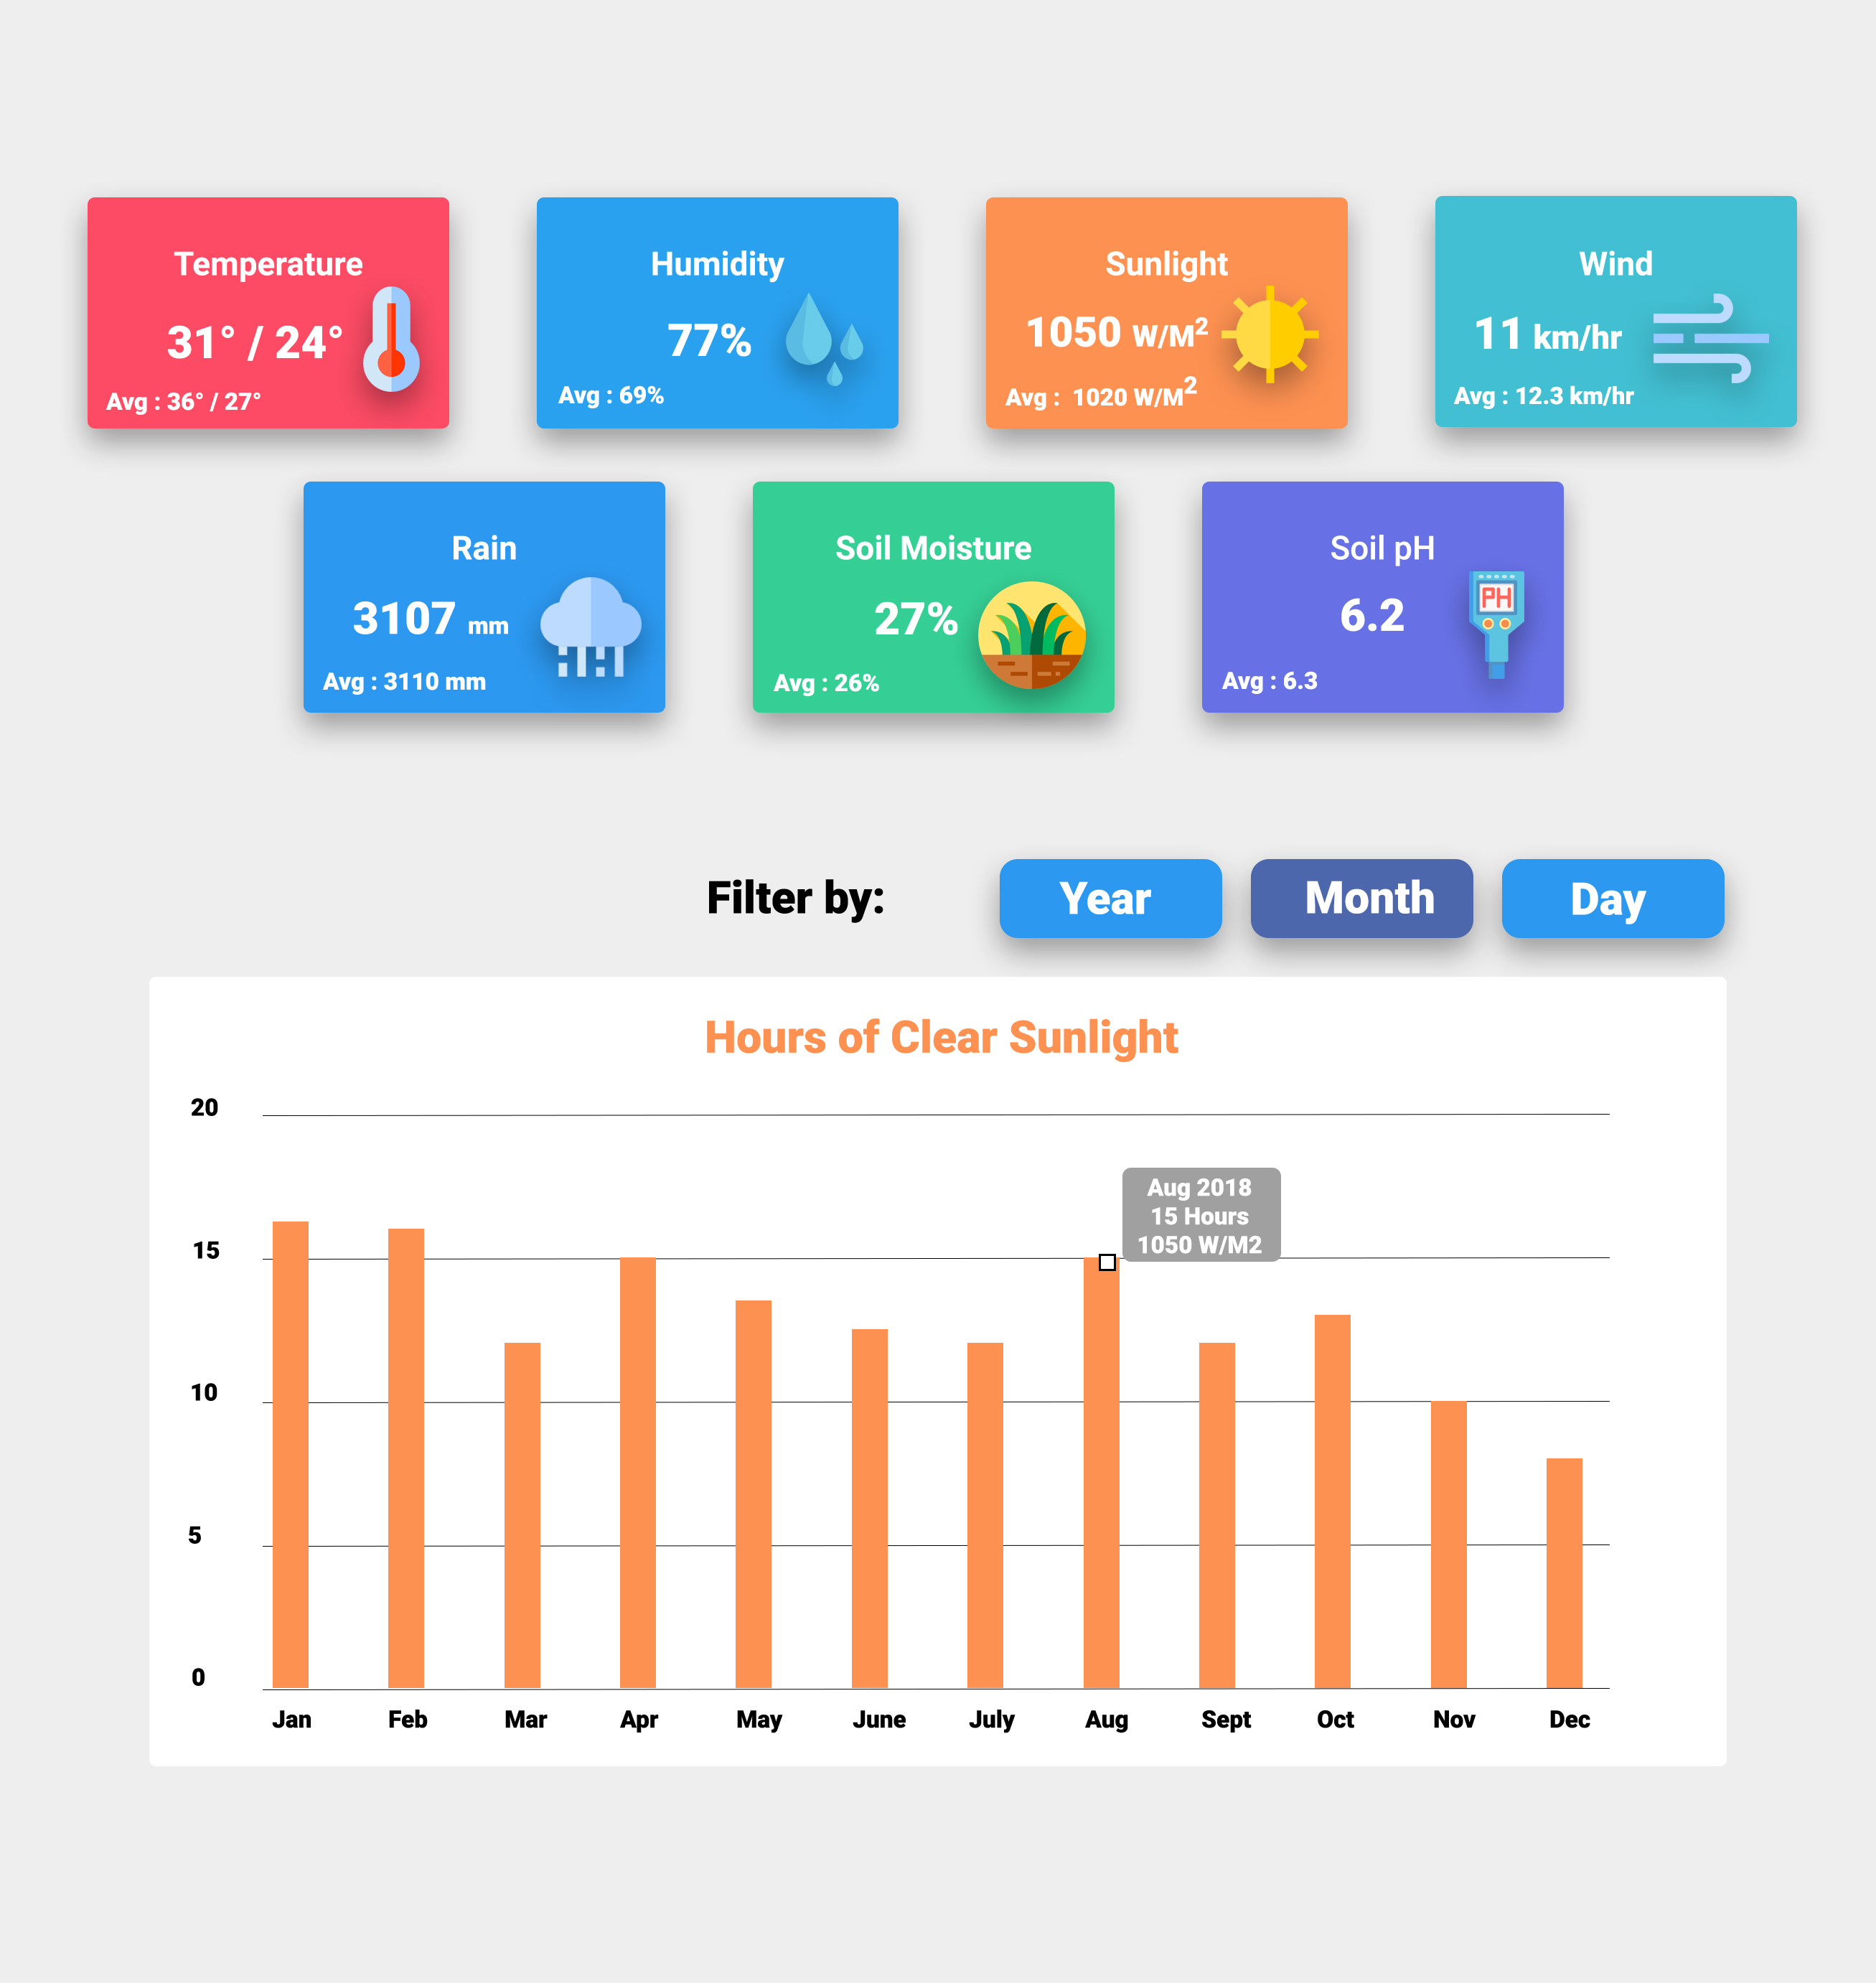 Temperature
31° / 24°
Avg : 36° / 27°
Humidity
77%
Avg : 69%
Sunlight
1050 W/M²
Avg : 1020 W/M²
Wind
11 km/hr
Avg : 12.3 km/hr
Rain
3107 mm
Avg : 3110 mm
Soil Moisture
27%
Avg : 26%
Soil pH
6.2
PH
Avg : 6.3
Filter by:
Year
Month
Day
Hours of Clear Sunlight
20
Aug 2018
15 Hours
1050 W/M2
15
10
5
0
Jan Feb Mar Apr May June July Aug Sept Oct Nov Dec